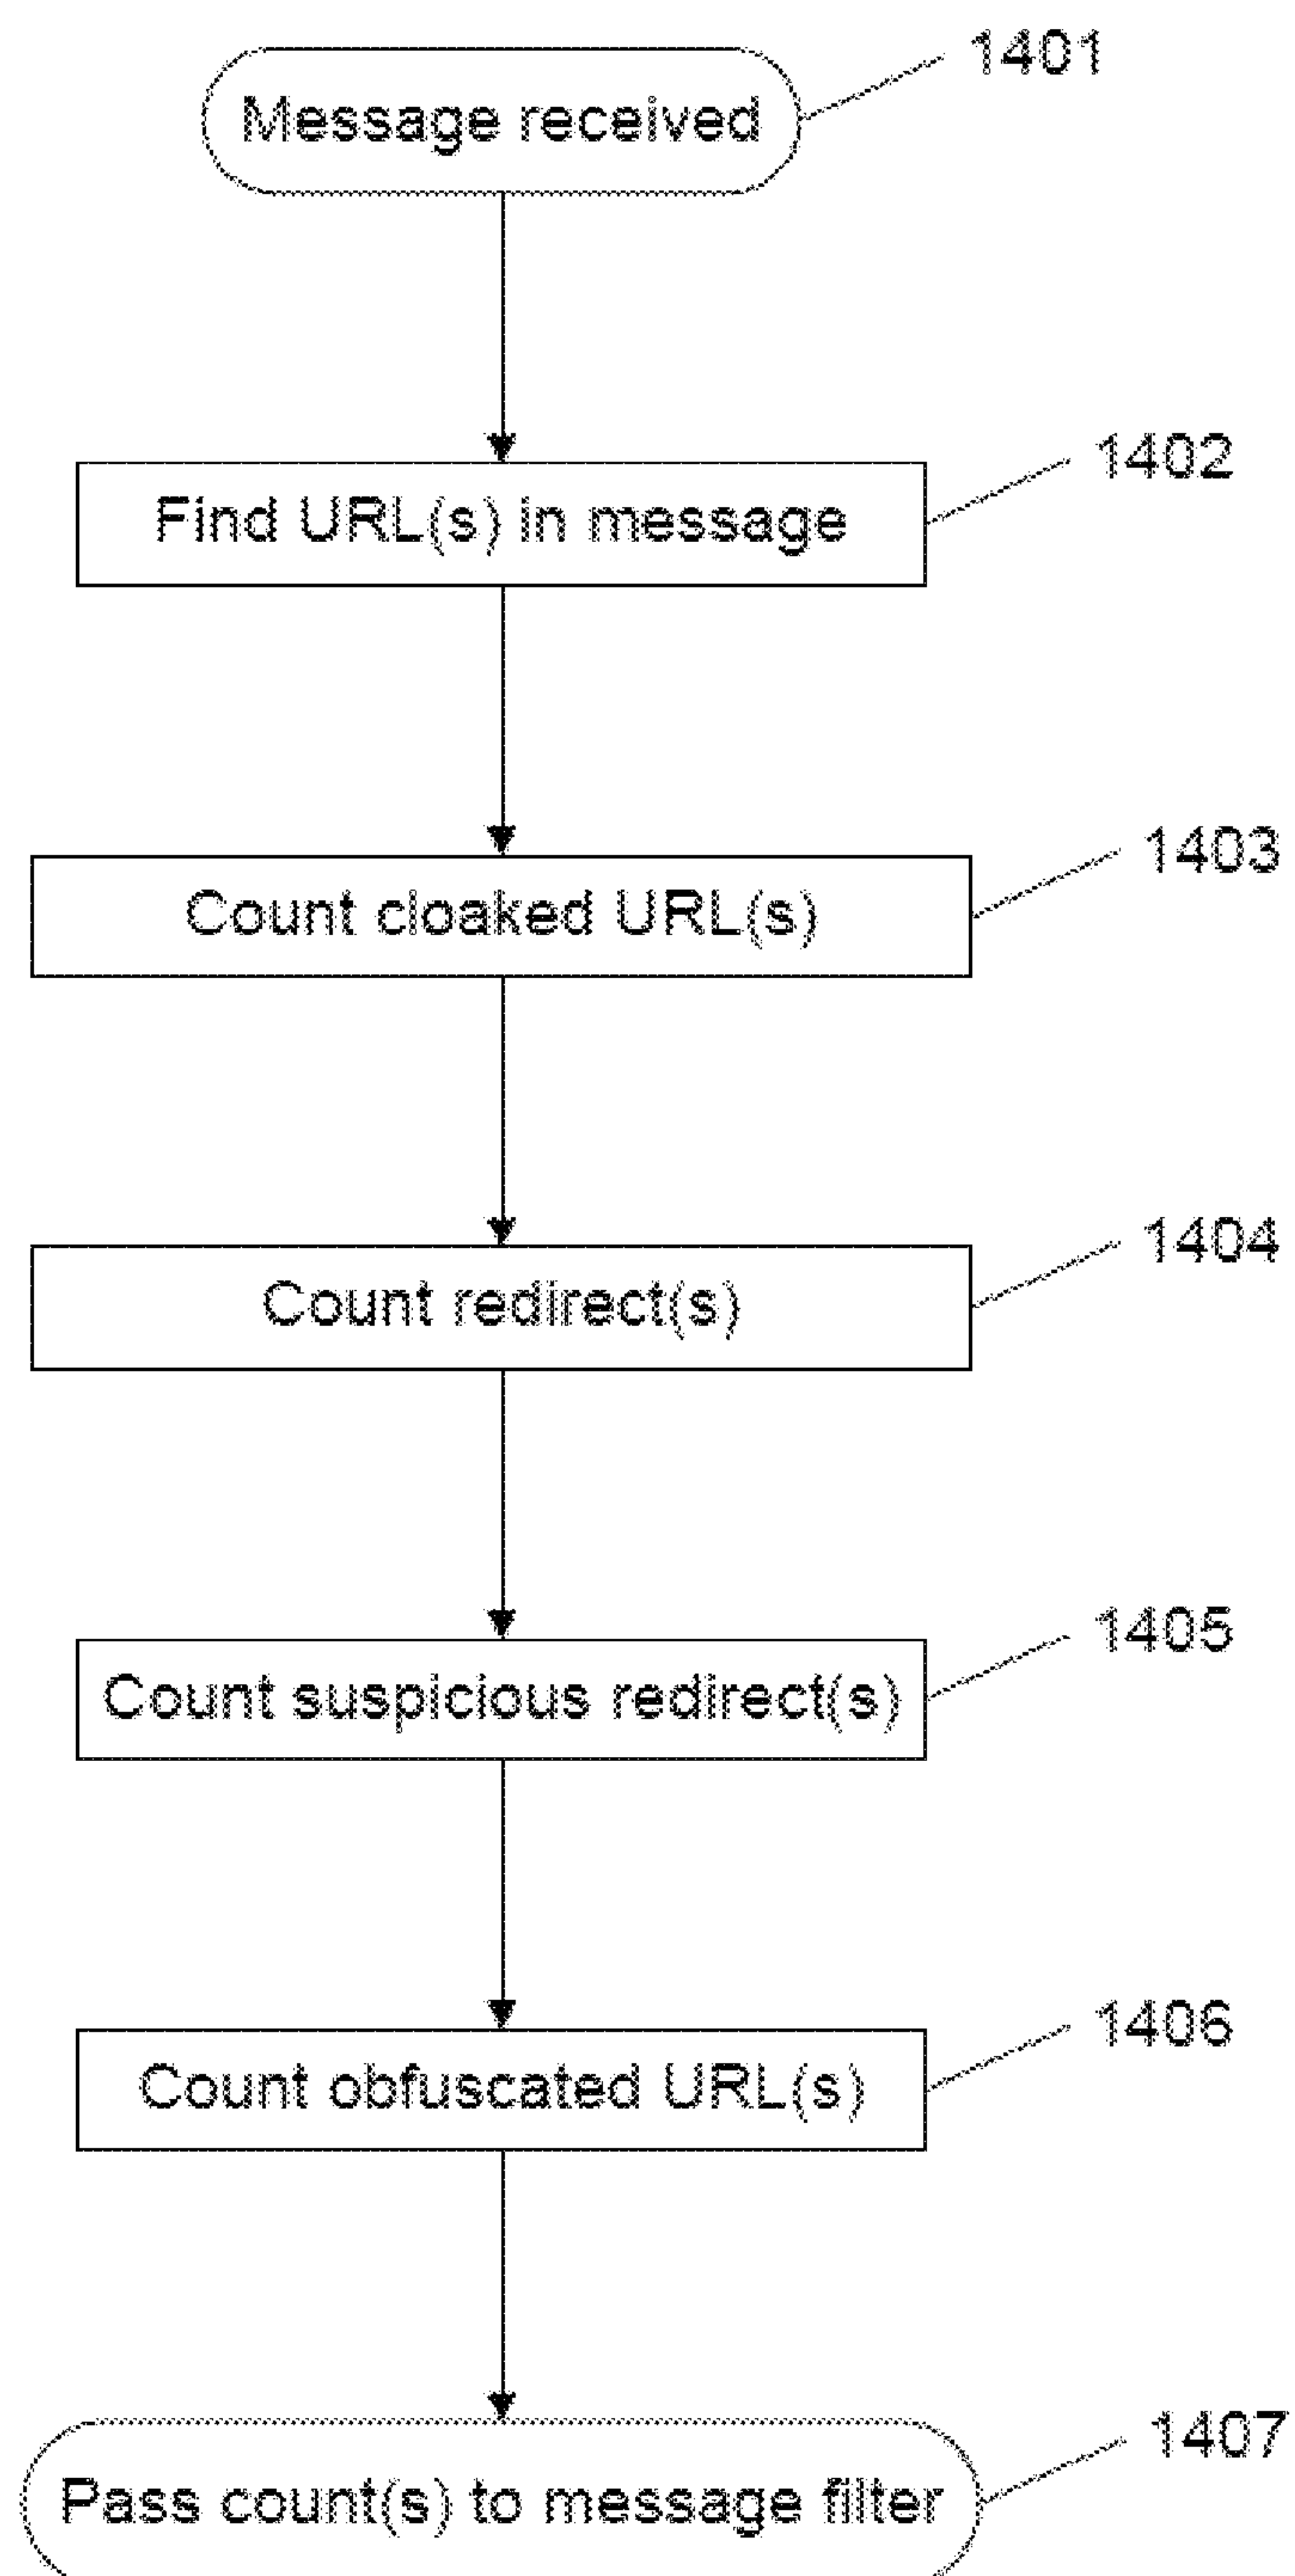 1401
Message received
1402
Find URL(s) in message
1403
Count cloaked URL(s)
1404
Count redirect(s)
1405
Count suspicious redirect(s)
1406
Count obfuscated URL(s)
1407
Pass count(s) to message filter